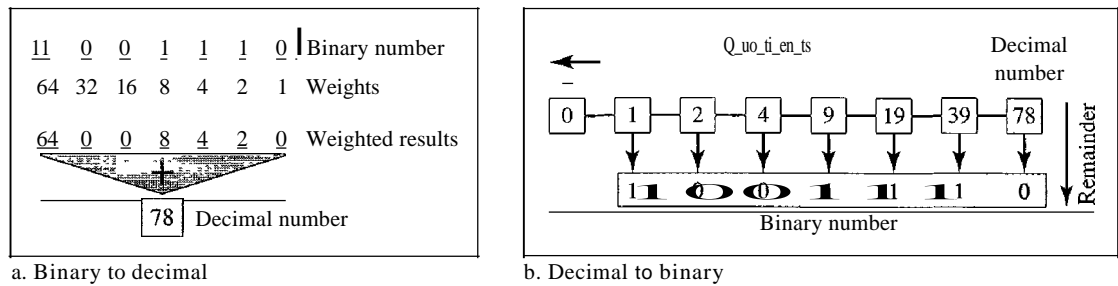 11 0 0 1 1 1 0 Binary number
64 32 16 8 4 2 1 Weights
64 0 0 8 4 2 0 Weighted results
+
78 Decimal number
a. Binary to decimal
Q_uo_ti_en_ts
Decimal number
0 1 2 4 9 19 39 78
Remainder
1 0 0 1 1 1 0
Binary number
b. Decimal to binary